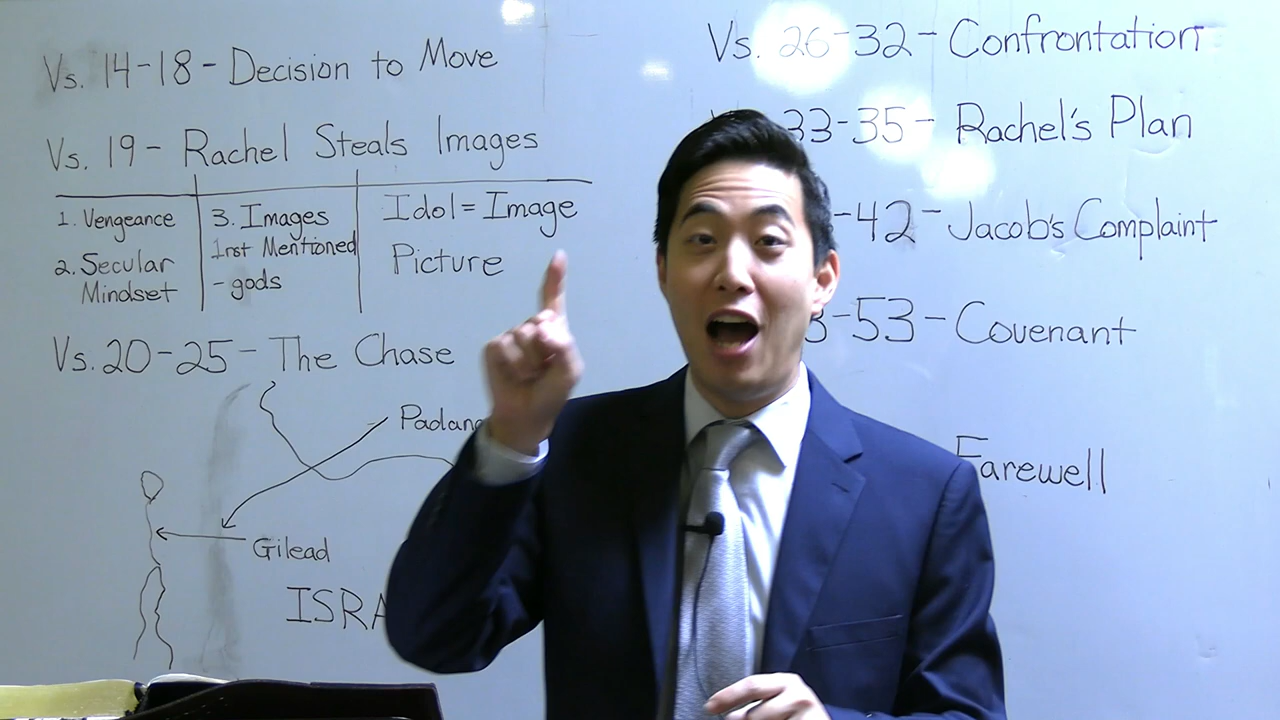 Vs. 14-18- Decision to Move
Vs. 19- Rachel Steals Images
1. Vengeance
2. Secular
Mindset
3. Images
1rst Mentioned
- gods
Idol = Image
Picture
Vs. 20-25- The Chase
Padan
Gilead
ISRA
Vs. 26-32- Confrontation
33-35- Rachel's Plan
-42- Jacob's Complaint
-53- Covenant
Farewell